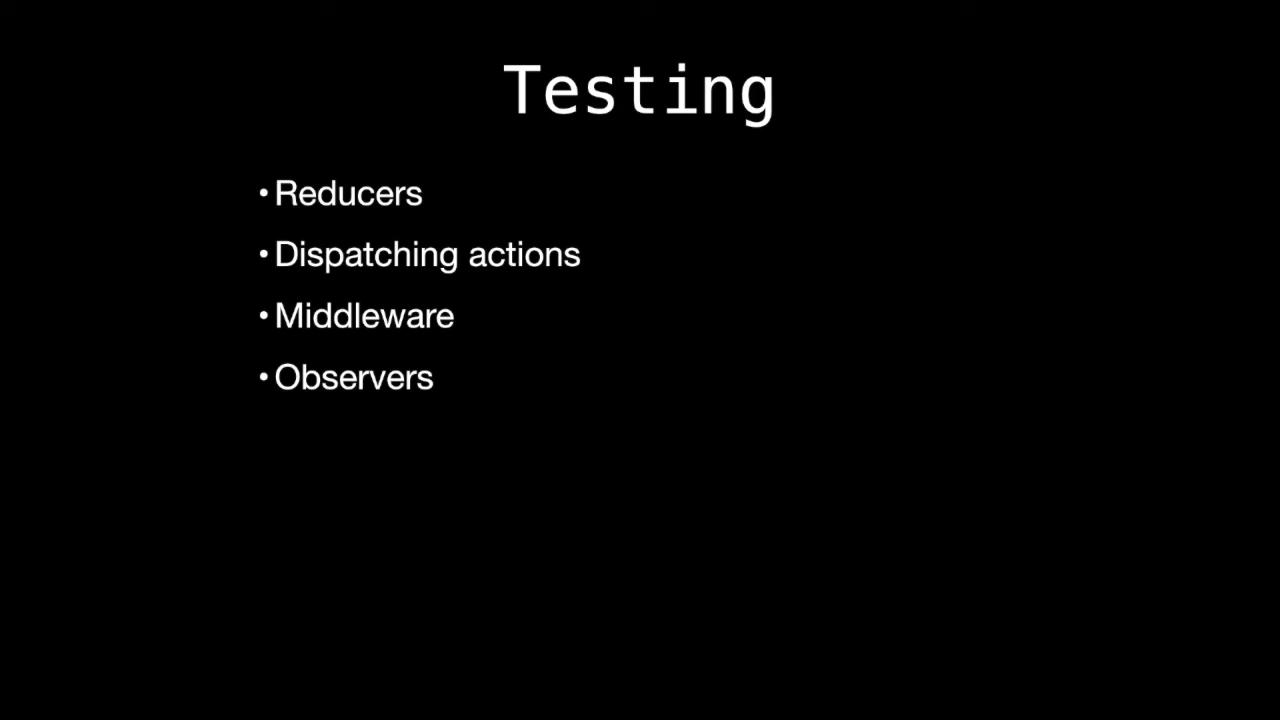 Testing
• Reducers
• Dispatching actions
• Middleware
• Observers